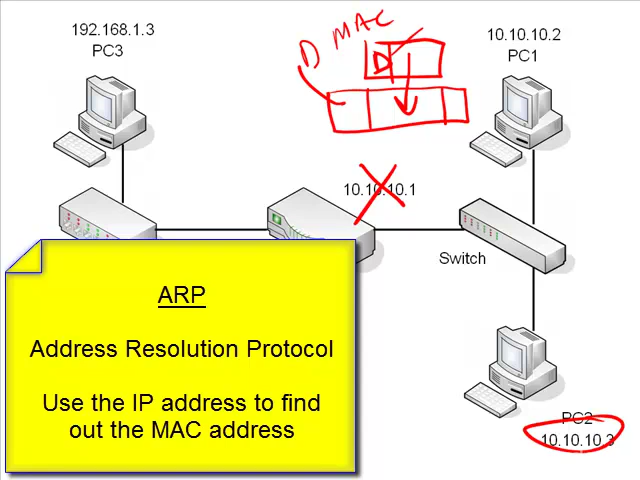 192.168.1.3
PC3
D MAC
D
10.10.10.2
PC1
10.10.10.1
Switch
ARP
Address Resolution Protocol
Use the IP address to find
out the MAC address
PC2
10.10.10.3